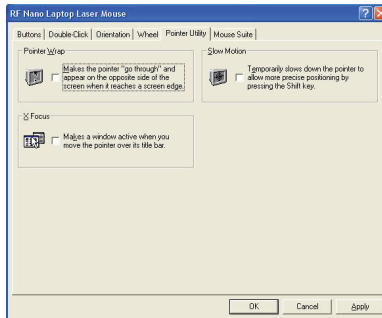 RF Nano Laptop Laser Mouse
Buttons
Double-Click
Orientation
Wheel
Pointer Utility
Mouse Suite
Pointer Wrap
Makes the pointer "go through" and
appear on the opposite side of the
screen when it reaches a screen edge.
Slow Motion
Temporarily slows down the pointer to
allow more precise positioning by
pressing the Shift key.
X Focus
Makes a window active when you
move the pointer over its title bar.
OK
Cancel
Apply